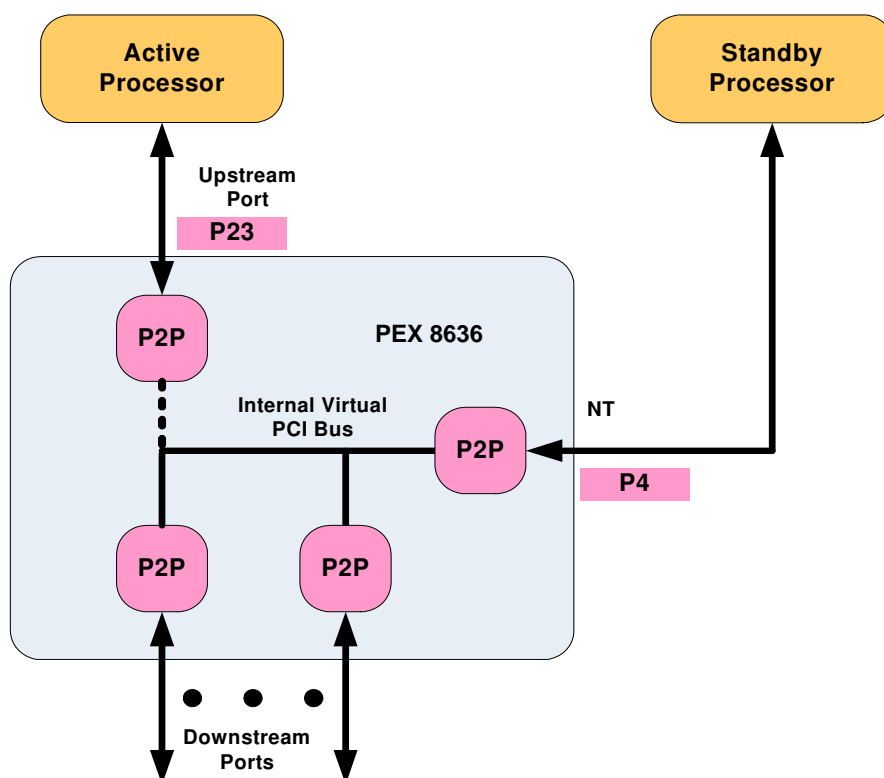 Active
Processor
Standby
Processor
Upstream
Port
P23
P2P
PEX 8636
Internal Virtual
PCI Bus
NT
P2P
P4
P2P
P2P
Downstream
Ports